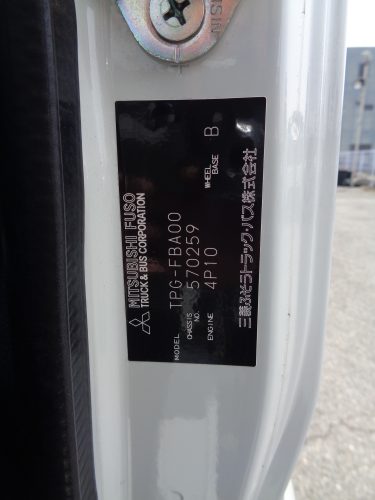 MITSUBISHI FUSO
TRUCK & BUS CORPORATION
MODEL TPG-FBA00
CHASSIS NO. 570259
ENGINE 4P10 WHEEL BASE B
三菱ふそうトラック・バス株式会社